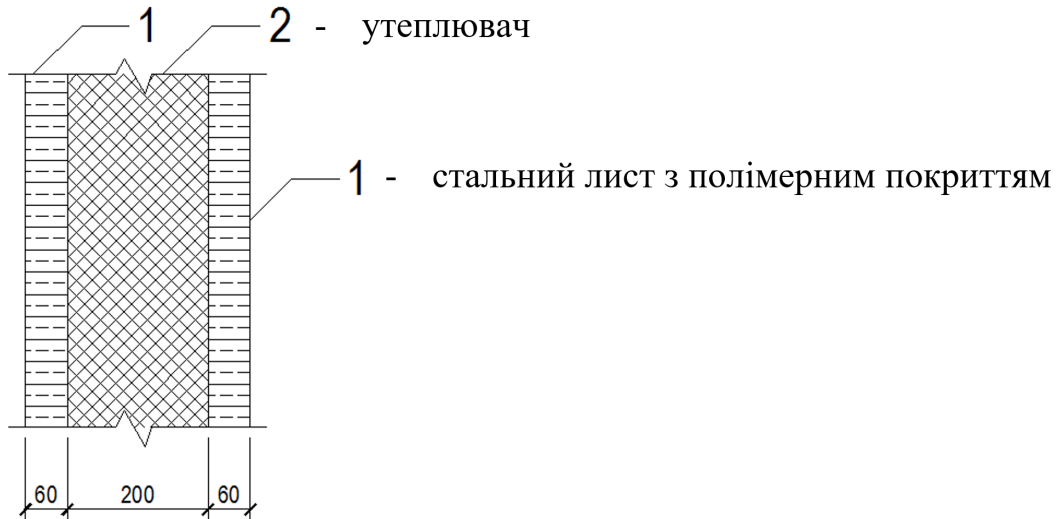 1
2 - утеплювач
1 - стальний лист з полімерним покриттям
60 200 60